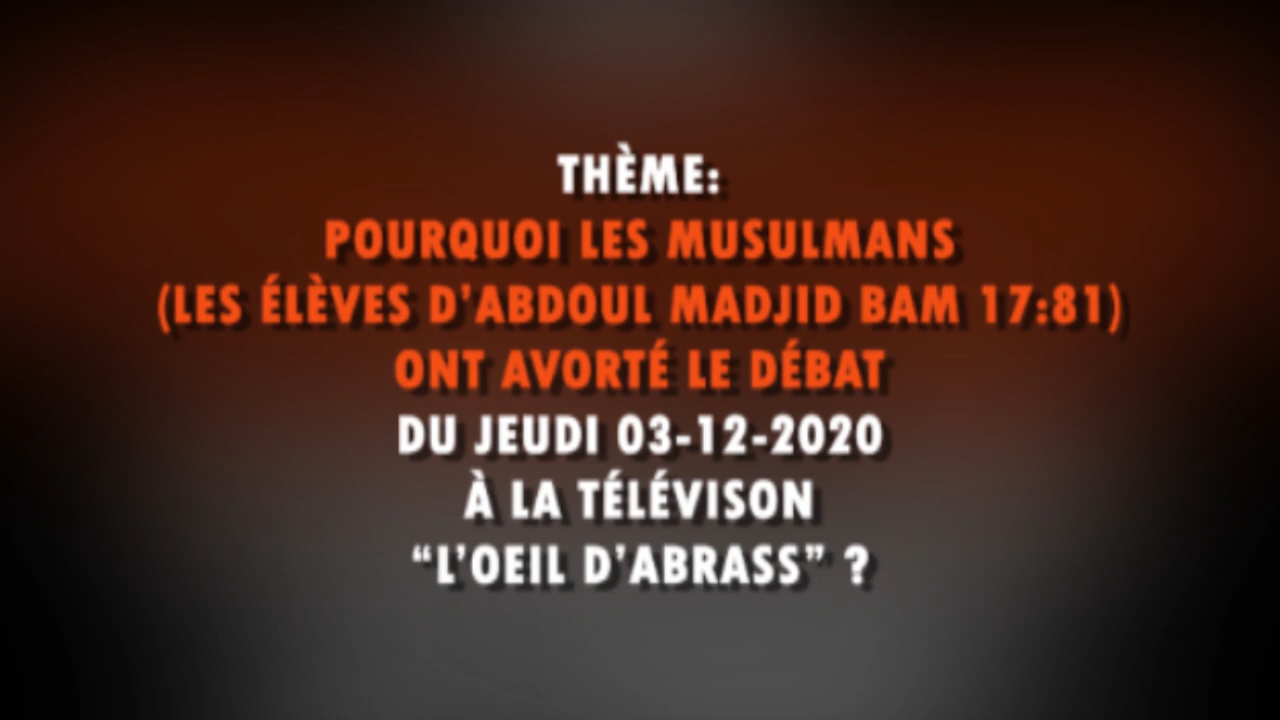 THÈME:
POURQUOI LES MUSULMANS
(LES ÉLÈVES D'ABDOUL MADJID BAM 17:81)
ONT AVORTÉ LE DÉBAT
DU JEUDI 03-12-2020
À LA TÉLÉVISON
“L'OEIL D'ABRASS” ?